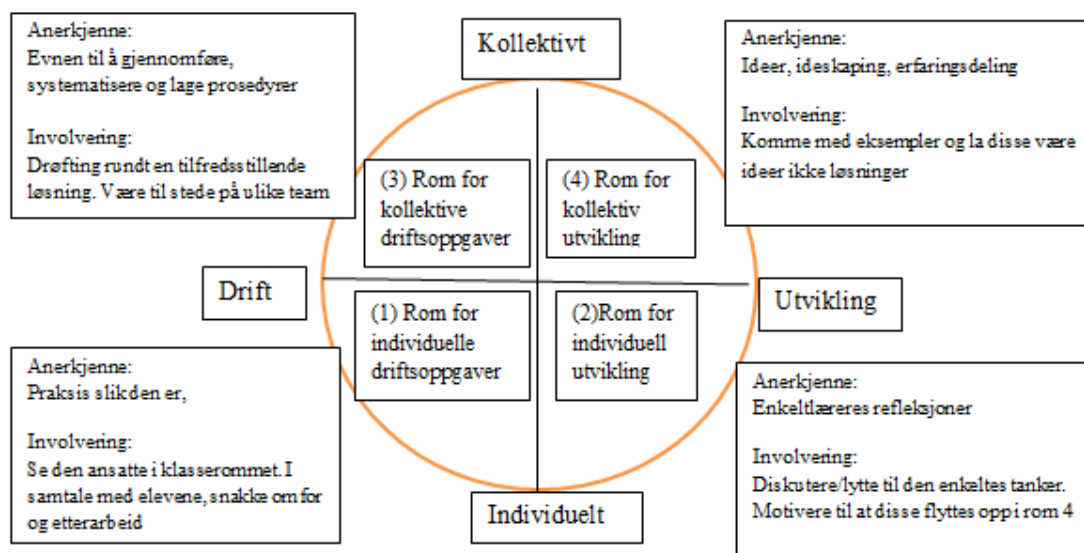 Anerkjenne:
Evnen til å gjennomføre,
systematisere og lage prosedyrer
Involvering:
Drøfting rundt en tilfredsstillende
løsning. Være til stede på ulike team
Kollektivt
Anerkjenne:
Ideer, ideskaping, erfaringsdeling
Involvering:
Komme med eksempler og la disse være
ideer ikke løsninger
(3) Rom for
kollektive
driftsoppgaver
(4) Rom for
kollektiv
utvikling
Drift
Utvikling
(1) Rom for
individuelle
driftsoppgaver
(2)Rom for
individuell
utvikling
Anerkjenne:
Praksis slik den er,
Involvering:
Se den ansatte i klasserommet. I
samtale med elevene, snakke om for
og etterarbeid
Individuelt
Anerkjenne:
Enkeltlæreres refleksjoner
Involvering:
Diskutere/lytte til den enkeltes tanker.
Motivere til at disse flyttes opp i rom 4